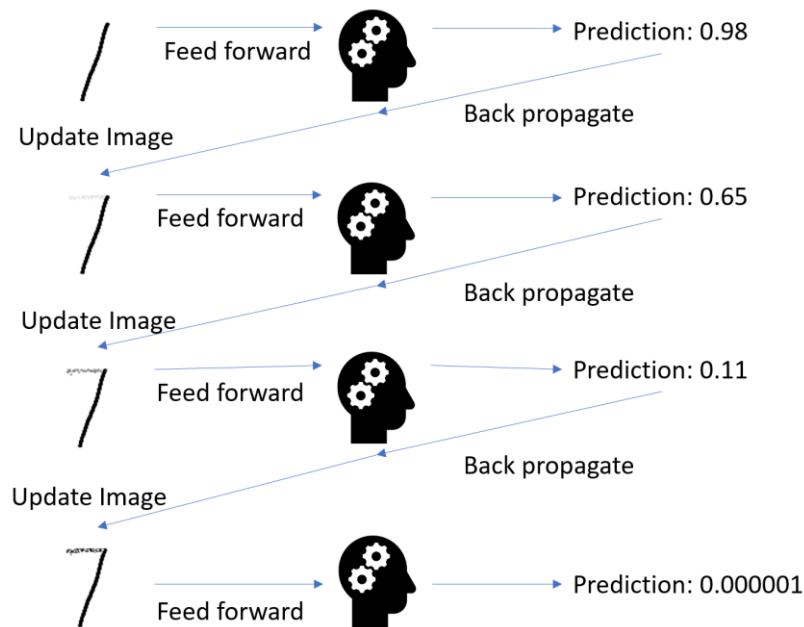 Feed forward
Prediction: 0.98
Back propagate
Update Image
Feed forward
Prediction: 0.65
Back propagate
Update Image
Feed forward
Prediction: 0.11
Back propagate
Update Image
Feed forward
Prediction: 0.000001